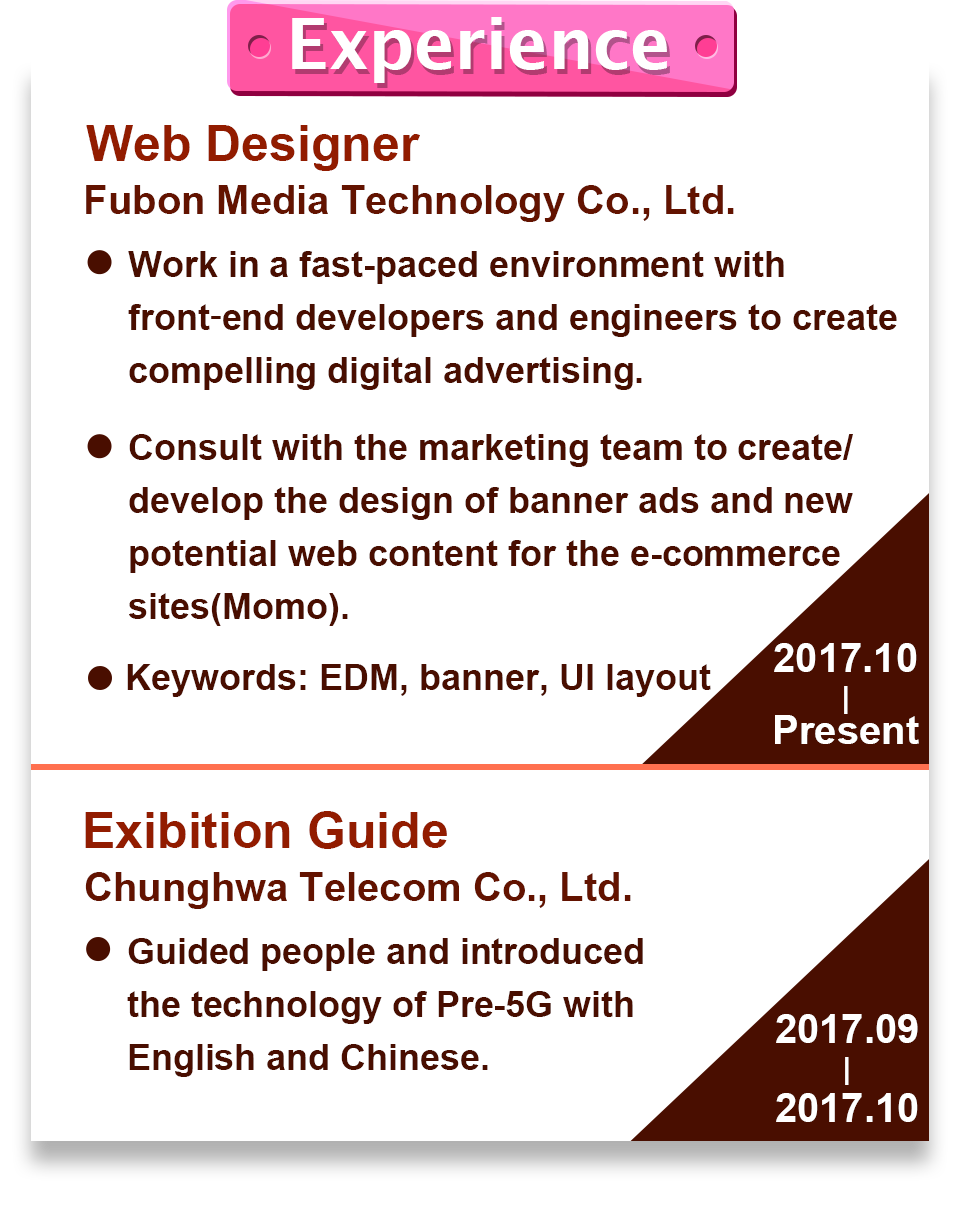 Experience
Web Designer
Fubon Media Technology Co., Ltd.
● Work in a fast-paced environment with
front-end developers and engineers to create
compelling digital advertising.
● Consult with the marketing team to create/
develop the design of banner ads and new
potential web content for the e-commerce
sites(Momo).
● Keywords: EDM, banner, UI layout
2017.10
|
Present
Exibition Guide
Chunghwa Telecom Co., Ltd.
● Guided people and introduced
the technology of Pre-5G with
English and Chinese.
2017.09
|
2017.10